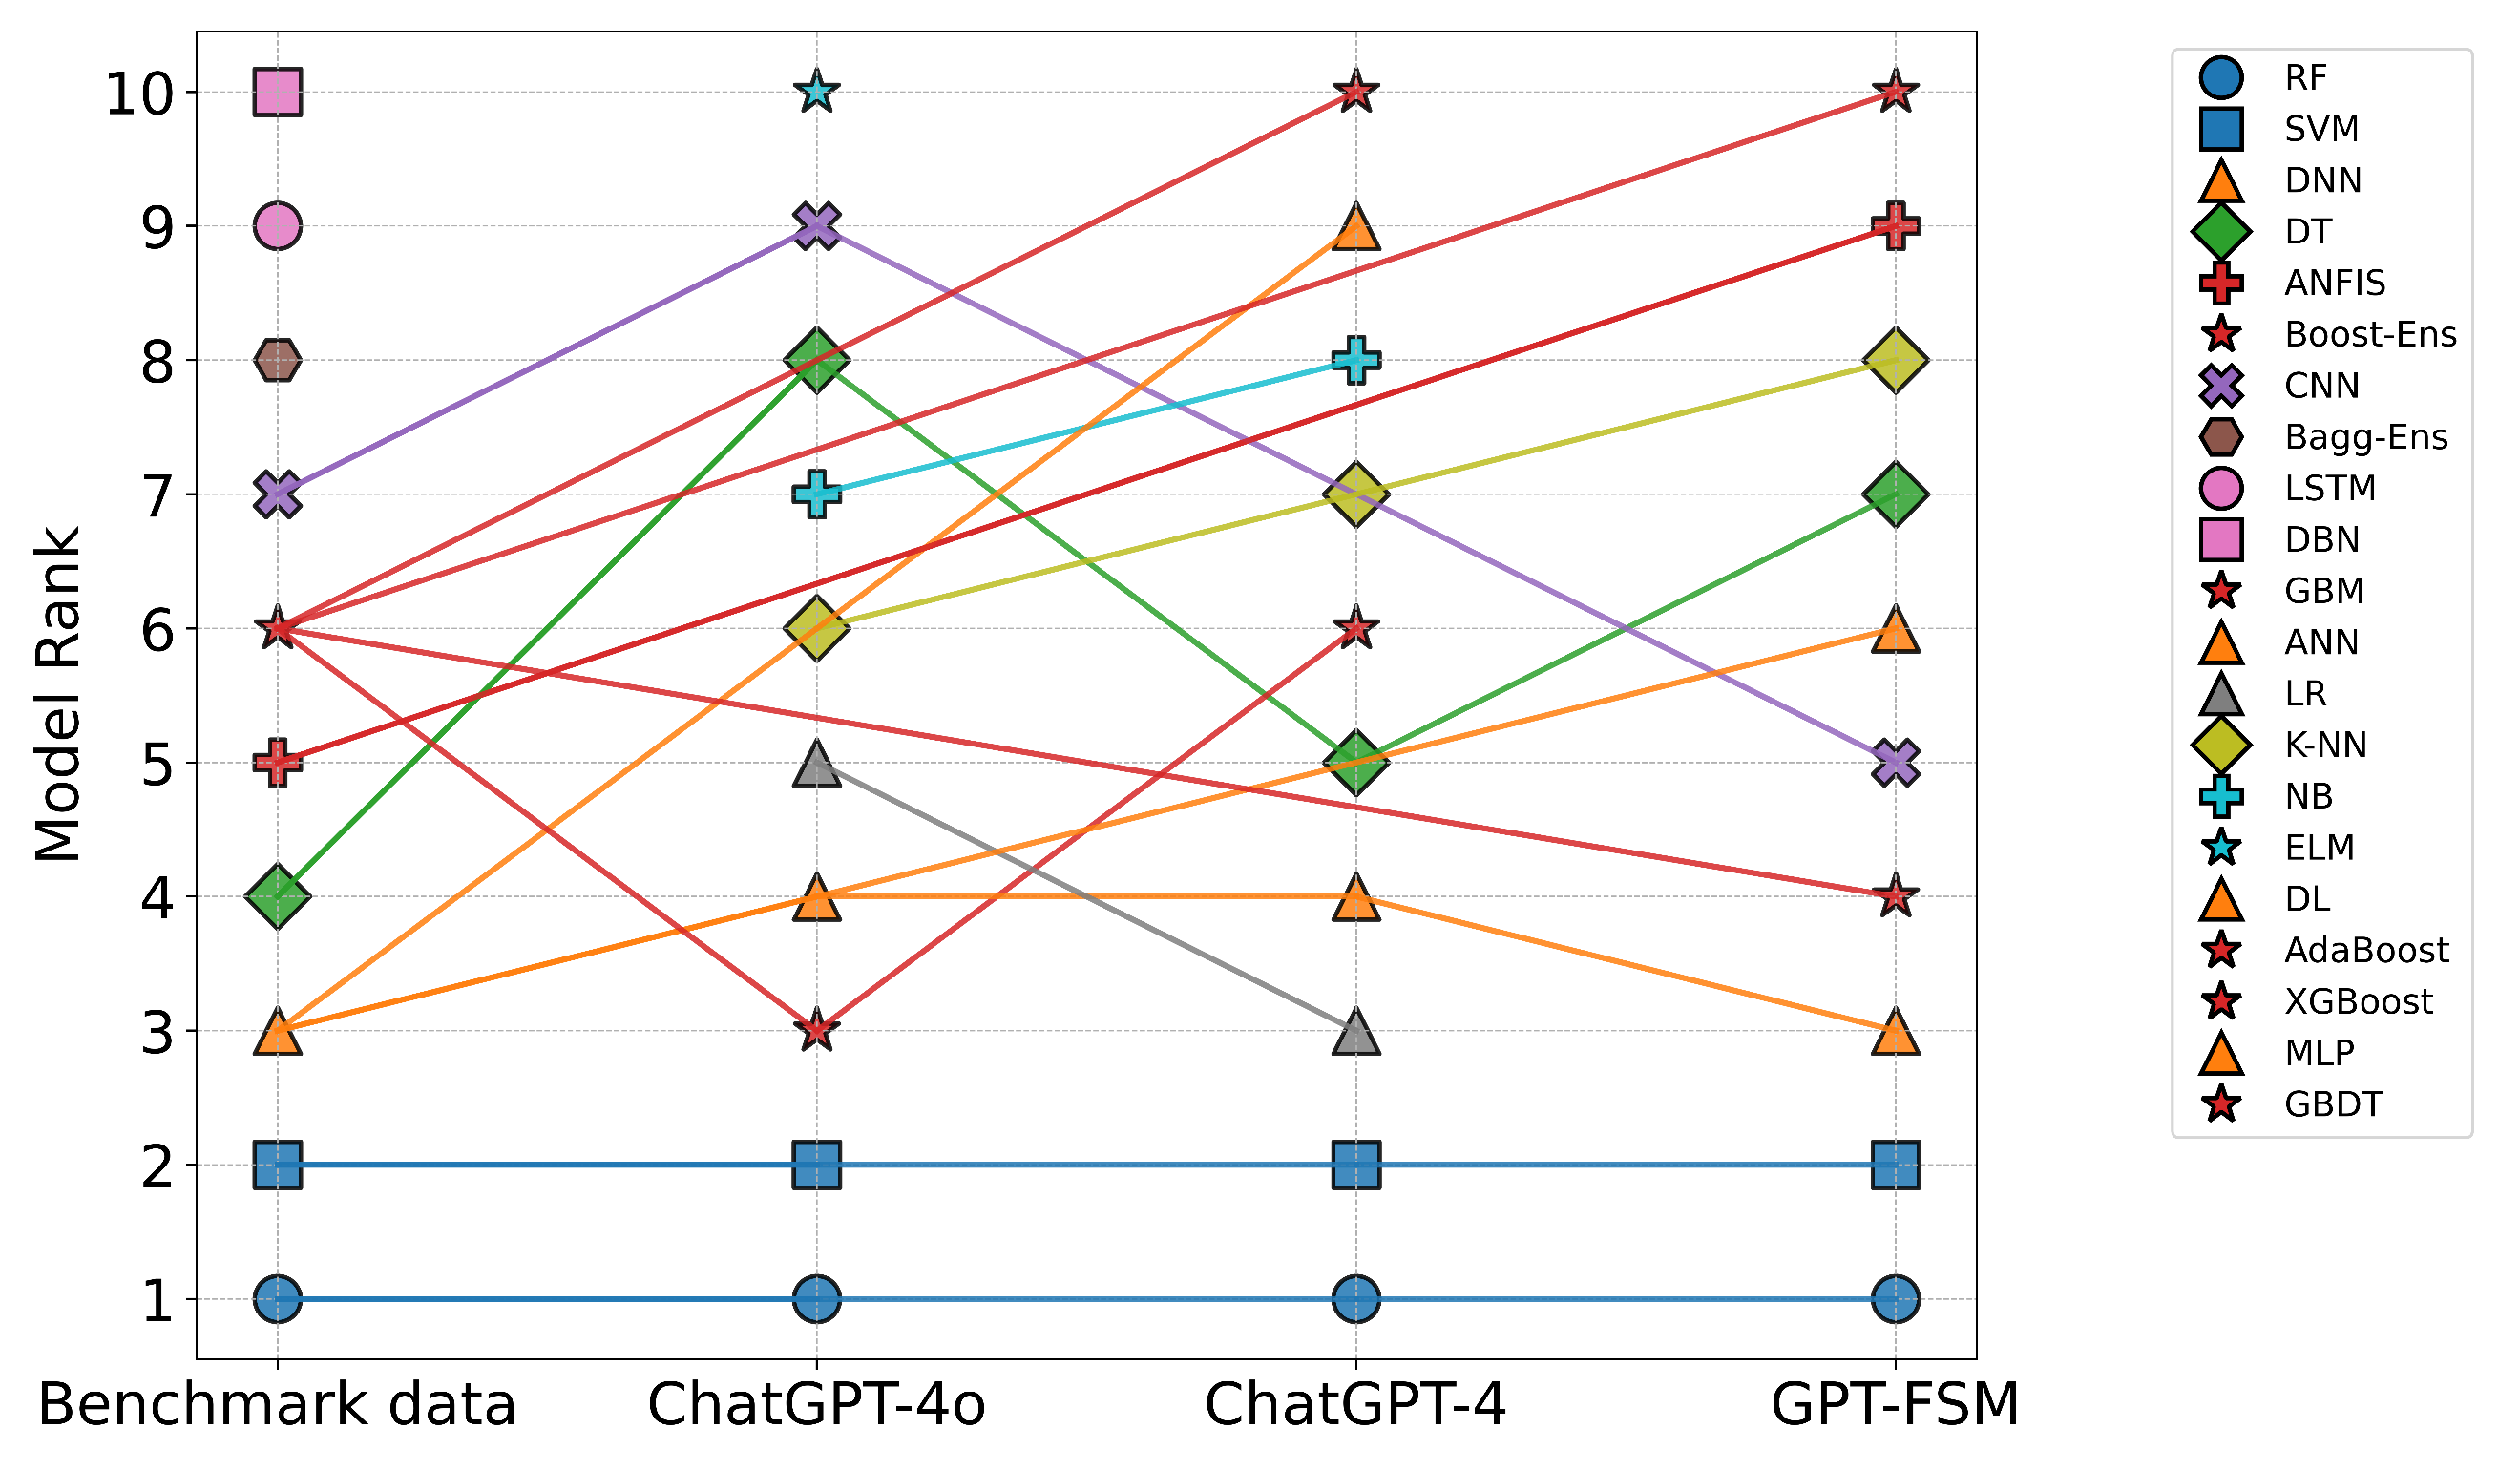 Model Rank
10
9
8
7
6
5
4
3
2
1
Benchmark data
ChatGPT-4o
ChatGPT-4
GPT-FSM
RF
SVM
DNN
DT
ANFIS
Boost-Ens
CNN
Bagg-Ens
LSTM
DBN
GBM
ANN
LR
K-NN
NB
ELM
DL
AdaBoost
XGBoost
MLP
GBDT